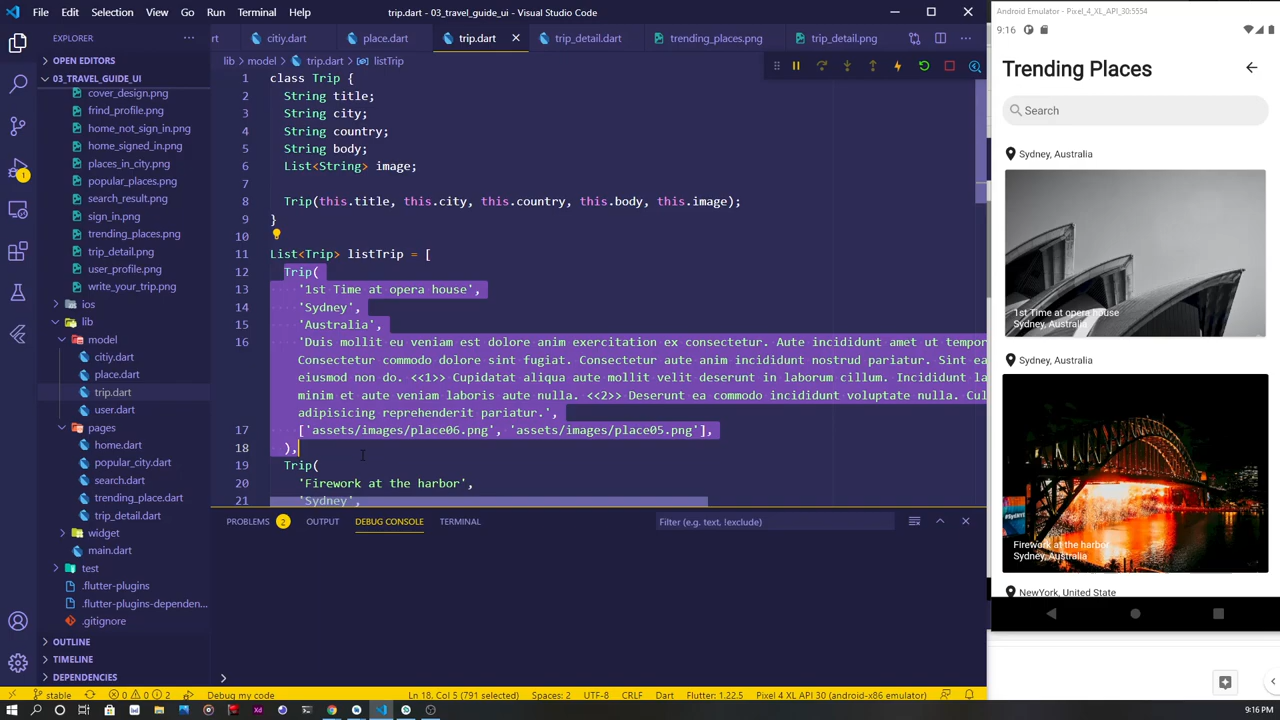 File Edit Selection View Go Run Terminal Help trip.dart - 03_travel_guide_ui - Visual Studio Code
EXPLORER
OPEN EDITORS
03_TRAVEL_GUIDE_UI
cover_design.png
frind_profile.png
home_not_sign_in.png
home_signed_in.png
places_in_city.png
popular_places.png
search_result.png
sign_in.png
trending_places.png
trip_detail.png
user_profile.png
write_your_trip.png
ios
lib
model
citiy.dart
place.dart
trip.dart
user.dart
pages
home.dart
popular_city.dart
search.dart
trending_place.dart
trip_detail.dart
widget
main.dart
test
.flutter-plugins
.flutter-plugins-dependen...
.gitignore
OUTLINE
TIMELINE
DEPENDENCIES
1
place.dart trip.dart trip_detail.dart trending_places.png trip_detail.png
lib > model > trip.dart > listTrip
1 class Trip {
2 String title;
3
4 String country;
5 String body;
6 List<String> image;
7
8 Trip(this.title, this.city, this.country, this.body, this.image);
9 }
10
11 List<Trip> listTrip = [
12 Trip(
13 '1st Time at opera house',
14 'Sydney',
15 'Australia',
16 'Duis mollit eu veniam est dolore anim exercitation ex consectetur. Aute incididunt amet ut
Consectetur commodo dolore sint fugiat. Consectetur aute anim incididunt nostrud pariatur. Sint
eiusmod non do. <<1>> Cupidatat aliqua aute mollit velit deserunt in laborum cillum. Incididunt
minim et aute veniam laboris aute nulla. <<2>> Deserunt ea commodo incididunt voluptate nulla.
adipisicing reprehenderit pariatur.',
17 ['assets/images/place06.png', 'assets/images/place05.png'],
18 ),
19 Trip(
20 'Firework at the harbor',
21 'Sydney',
PROBLEMS 2 OUTPUT DEBUG CONSOLE TERMINAL Filter (e.g. text, !exclude)
stable 0 0 2 Debug my code Ln 18, Col 5 (791 selected) Spaces: 2 UTF-8 CRLF Dart Flutter: 1.22.5 Pixel 4 XL API 30 (android-x86 emulator)
Android Emulator - Pixel_4_XL_API_30:5554
9:16
Trending Places
Search
Sydney, Australia
1st Time at opera house
Sydney, Australia
Sydney, Australia
Firework at the harbor
Sydney, Australia
NewYork, United State
9:16 PM